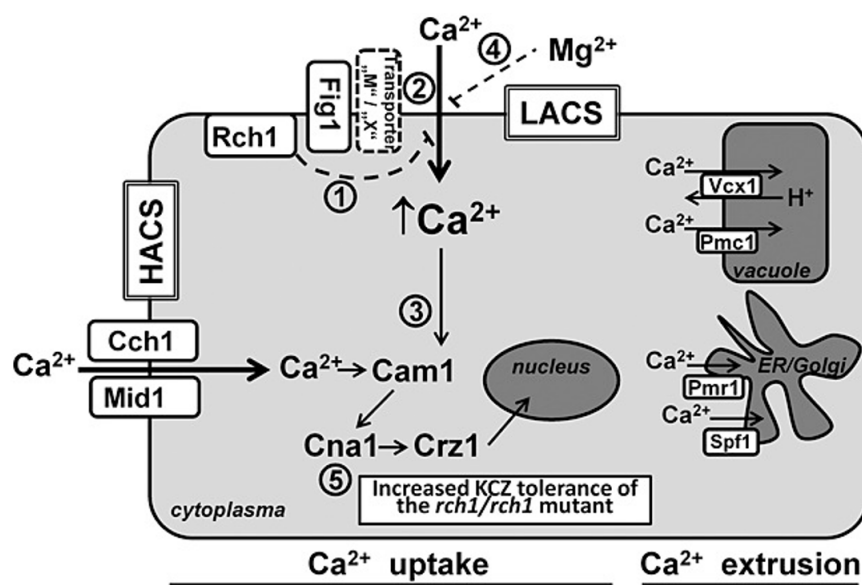 Ca²⁺
④
Mg²⁺
Transporter
„M“ / „X“
②
Fig1
Rch1
LACS
①
↑Ca²⁺
Ca²⁺
Vcx1
H⁺
Ca²⁺
Pmc1
vacuole
HACS
③
Cch1
Ca²⁺
Mid1
Ca²⁺
Cam1
nucleus
Ca²⁺
ER/Golgi
Pmr1
Ca²⁺
Spf1
Cna1
Crz1
⑤
Increased KCZ tolerance of
the rch1/rch1 mutant
cytoplasma
Ca²⁺ uptake
Ca²⁺ extrusion